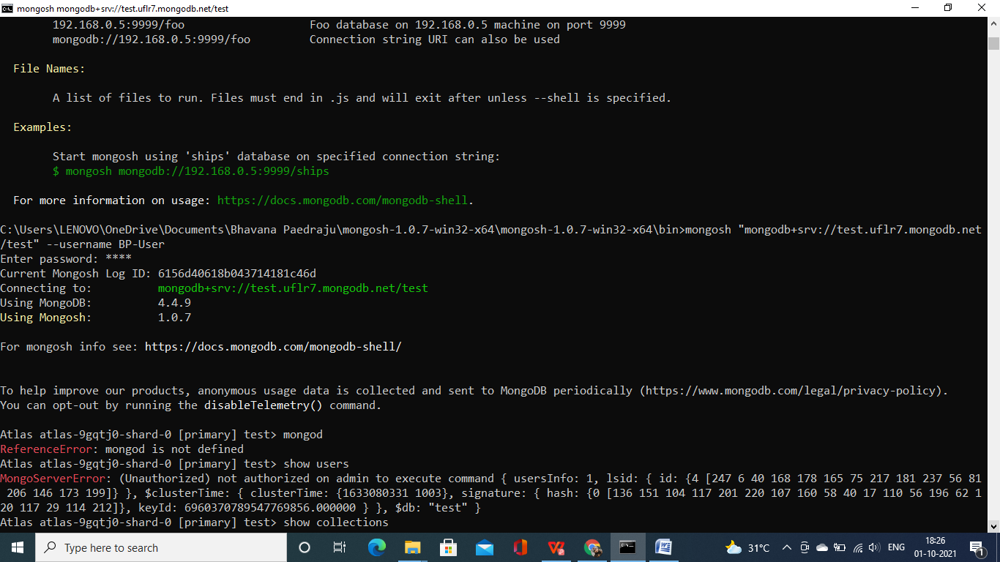 mongosh mongodb+srv://test.uflr7.mongodb.net/test
192.168.0.5:9999/foo Foo database on 192.168.0.5 machine on port 9999
mongodb://192.168.0.5:9999/foo Connection string URI can also be used
File Names:
A list of files to run. Files must end in .js and will exit after unless --shell is specified.
Examples:
Start mongosh using 'ships' database on specified connection string:
$ mongosh mongodb://192.168.0.5:9999/ships
For more information on usage: https://docs.mongodb.com/mongodb-shell.
C:\Users\LENOVO\OneDrive\Documents\Bhavana Paedraju\mongosh-1.0.7-win32-x64\mongosh-1.0.7-win32-x64\bin>mongosh "mongodb+srv://test.uflr7.mongodb.net
/test" --username BP-User
Enter password: ****
Current Mongosh Log ID: 6156d40618b043714181c46d
Connecting to: mongodb+srv://test.uflr7.mongodb.net/test
Using MongoDB: 4.4.9
Using Mongosh: 1.0.7
For mongosh info see: https://docs.mongodb.com/mongodb-shell/
To help improve our products, anonymous usage data is collected and sent to MongoDB periodically (https://www.mongodb.com/legal/privacy-policy).
You can opt-out by running the disableTelemetry() command.
Atlas atlas-9gqtj0-shard-0 [primary] test> mongod
ReferenceError: mongod is not defined
Atlas atlas-9gqtj0-shard-0 [primary] test> show users
MongoServerError: (Unauthorized) not authorized on admin to execute command { usersInfo: 1, lsid: { id: {4 [247 6 40 168 178 165 75 217 181 237 56 81
206 146 173 199]} }, $clusterTime: { clusterTime: {1633080331 1003}, signature: { hash: {0 [136 151 104 117 201 220 107 160 58 40 17 110 56 196 62 1
20 117 29 114 212]}, keyId: 6960370789547769856.000000 } }, $db: "test" }
Atlas atlas-9gqtj0-shard-0 [primary] test> show collections
Type here to search
31°C
ENG
18:26
01-10-2021
1